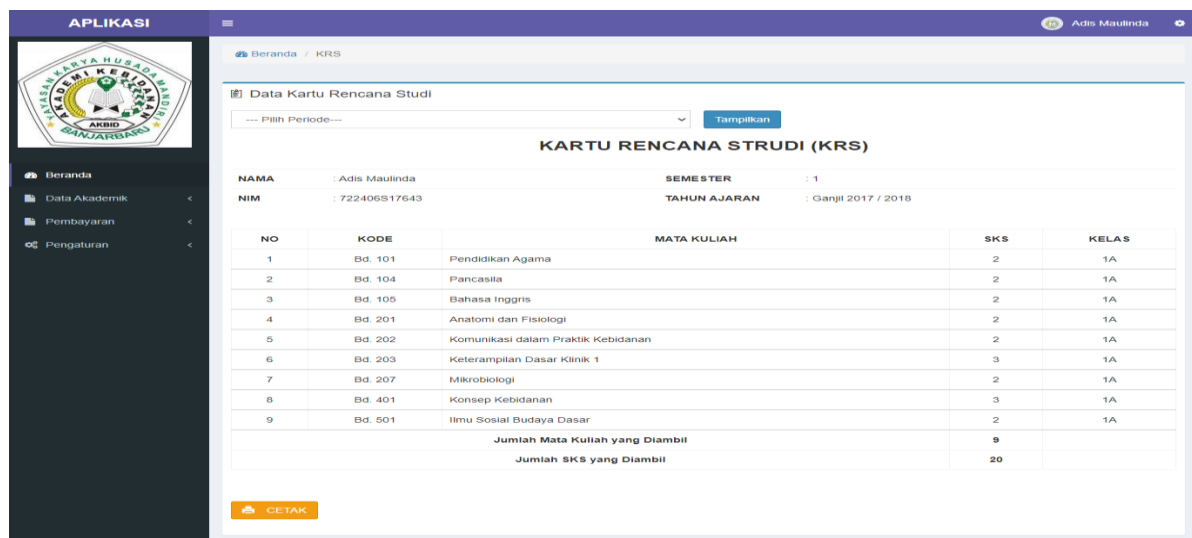 APLIKASI
Adis Maulinda
YAYASAN KARYA HUSADA MANDIRI
AKADEMI KEBIDANAN
AKBID
BANJARBARU
Beranda / KRS
Data Kartu Rencana Studi
--- Pilih Periode---
Tampilkan
KARTU RENCANA STRUDI (KRS)
Beranda
Data Akademik
Pembayaran
Pengaturan
NAMA : Adis Maulinda SEMESTER : 1
NIM : 722406S17643 TAHUN AJARAN : Ganjil 2017 / 2018
NO KODE MATA KULIAH SKS KELAS
1 Bd. 101 Pendidikan Agama 2 1A
2 Bd. 104 Pancasila 2 1A
3 Bd. 105 Bahasa Inggris 2 1A
4 Bd. 201 Anatomi dan Fisiologi 2 1A
5 Bd. 202 Komunikasi dalam Praktik Kebidanan 2 1A
6 Bd. 203 Keterampilan Dasar Klinik 1 3 1A
7 Bd. 207 Mikrobiologi 2 1A
8 Bd. 401 Konsep Kebidanan 3 1A
9 Bd. 501 Ilmu Sosial Budaya Dasar 2 1A
Jumlah Mata Kuliah yang Diambil 9
Jumlah SKS yang Diambil 20
CETAK